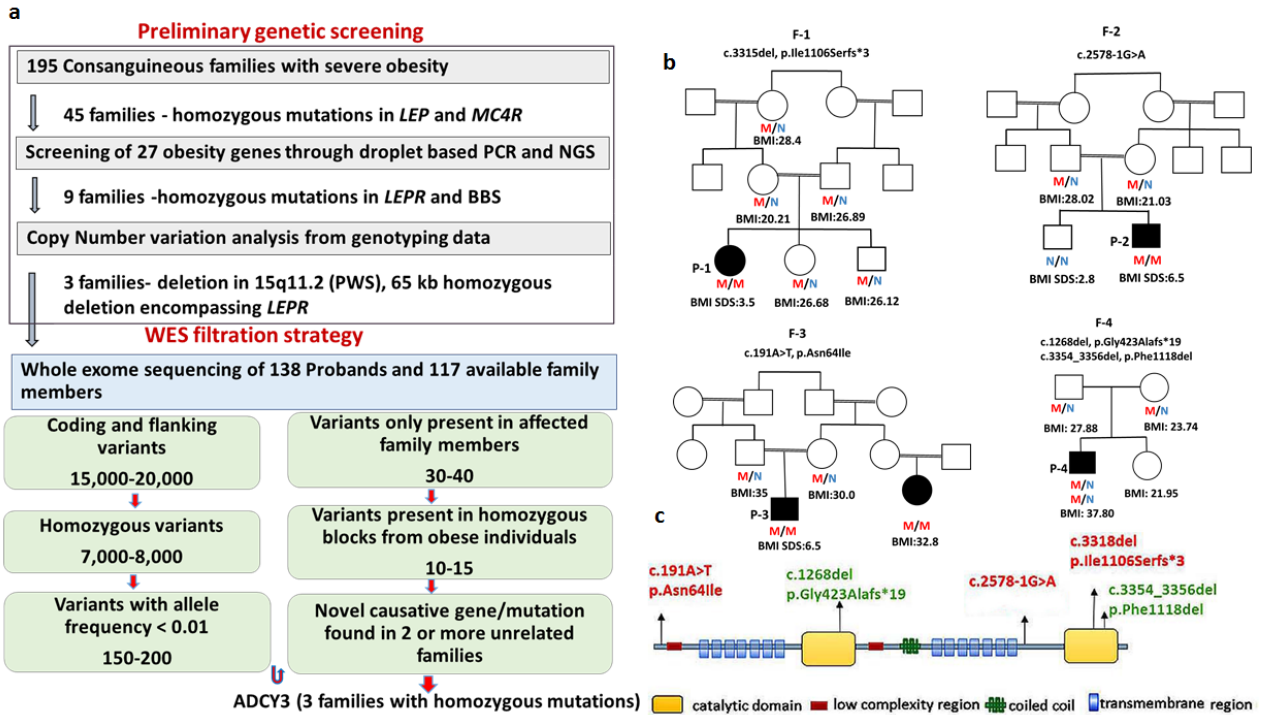 a
Preliminary genetic screening
195 Consanguineous families with severe obesity
45 families - homozygous mutations in LEP and MC4R
Screening of 27 obesity genes through droplet based PCR and NGS
9 families -homozygous mutations in LEPR and BBS
Copy Number variation analysis from genotyping data
3 families- deletion in 15q11.2 (PWS), 65 kb homozygous
deletion encompassing LEPR
WES filtration strategy
Whole exome sequencing of 138 Probands and 117 available family
members
Coding and flanking
variants
15,000-20,000
Homozygous variants
7,000-8,000
Variants with allele
frequency < 0.01
150-200
Variants only present in affected
family members
30-40
Variants present in homozygous
blocks from obese individuals
10-15
Novel causative gene/mutation
found in 2 or more unrelated
families
ADCY3 (3 families with homozygous mutations)
b
F-1
c.3315del, p.Ile1106Serfs*3
M/N
BMI:28.4
M/N
BMI:20.21
M/N
BMI:26.89
P-1
M/M
BMI SDS:3.5
M/N
BMI:26.68
M/N
BMI:26.12
F-2
c.2578-1G>A
M/N
BMI:28.02
M/N
BMI:21.03
N/N
BMI SDS:2.8
P-2
M/M
BMI SDS:6.5
F-3
c.191A>T, p.Asn64Ile
M/N
BMI:35
M/N
BMI:30.0
P-3
M/M
BMI SDS:6.5
M/M
BMI:32.8
F-4
c.1268del, p.Gly423Alafs*19
c.3354_3356del, p.Phe1118del
M/N
BMI: 27.88
M/N
BMI: 23.74
P-4
M/N
M/N
BMI: 37.80
BMI: 21.95
c
c.191A>T
p.Asn64Ile
c.1268del
p.Gly423Alafs*19
c.2578-1G>A
c.3318del
p.Ile1106Serfs*3
c.3354_3356del
p.Phe1118del
catalytic domain
low complexity region
coiled coil
transmembrane region